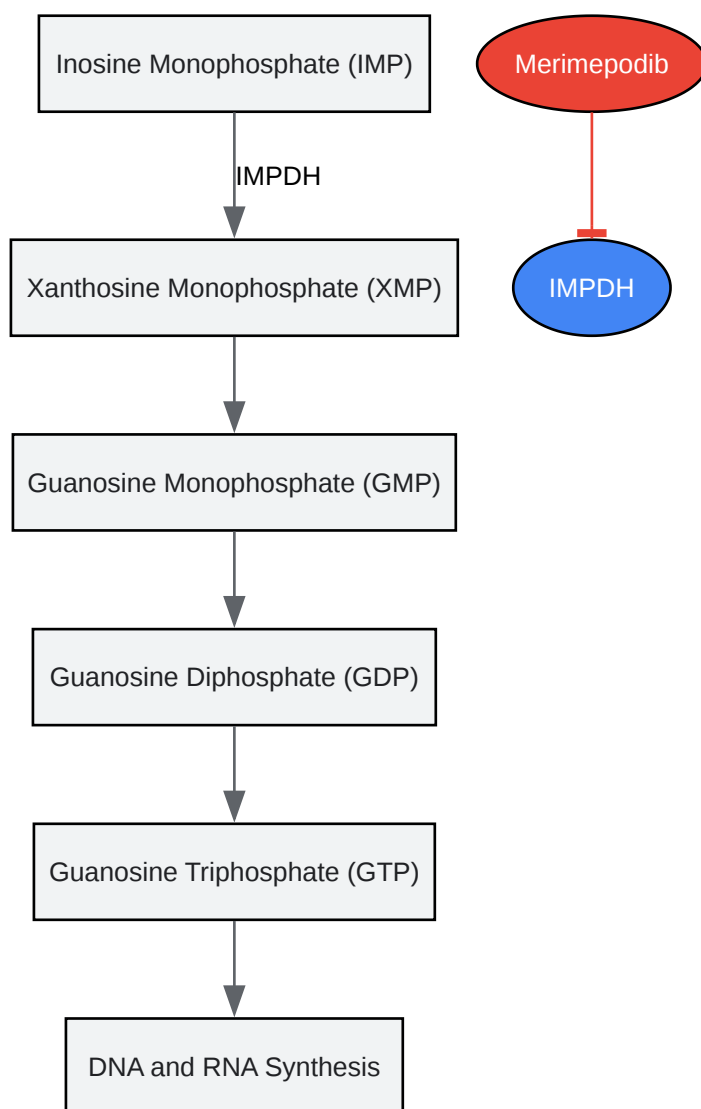 Inosine Monophosphate (IMP)
Merimepodib
IMPDH
Xanthosine Monophosphate (XMP)
IMPDH
Guanosine Monophosphate (GMP)
Guanosine Diphosphate (GDP)
Guanosine Triphosphate (GTP)
DNA and RNA Synthesis